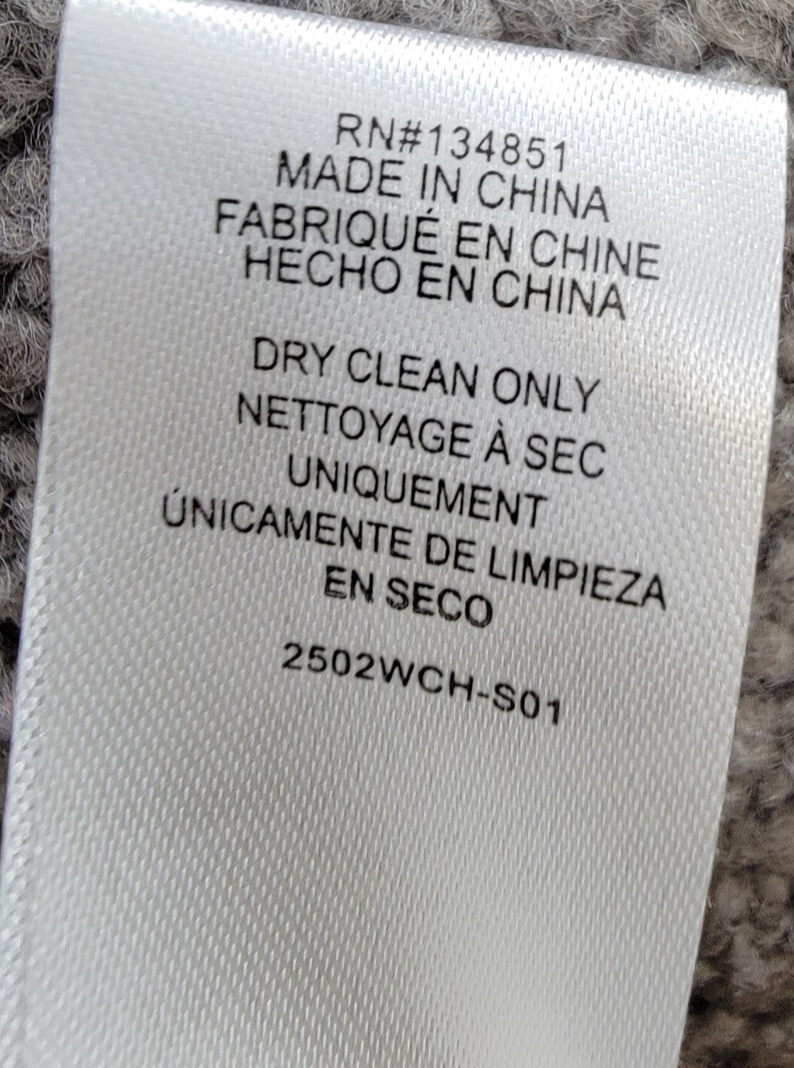 RN#134851
MADE IN CHINA
FABRIQUÉ EN CHINE
HECHO EN CHINA
DRY CLEAN ONLY
NETTOYAGE À SEC
UNIQUEMENT
ÚNICAMENTE DE LIMPIEZA
EN SECO
2502WCH-S01